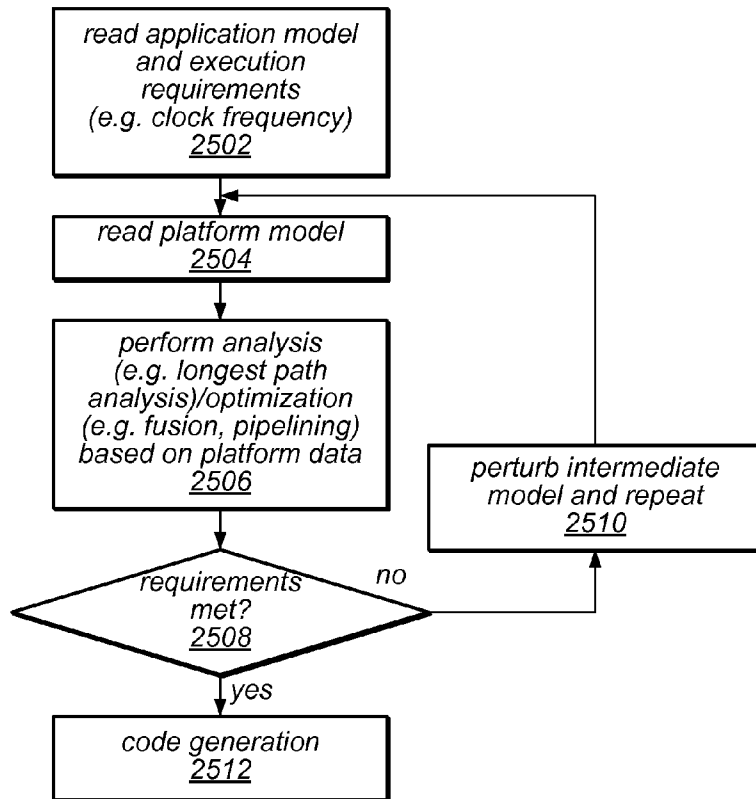 read application model
and execution
requirements
(e.g. clock frequency)
2502
read platform model
2504
perform analysis
(e.g. longest path
analysis)/optimization
(e.g. fusion, pipelining)
based on platform data
2506
perturb intermediate
model and repeat
2510
no
requirements
met?
2508
yes
code generation
2512